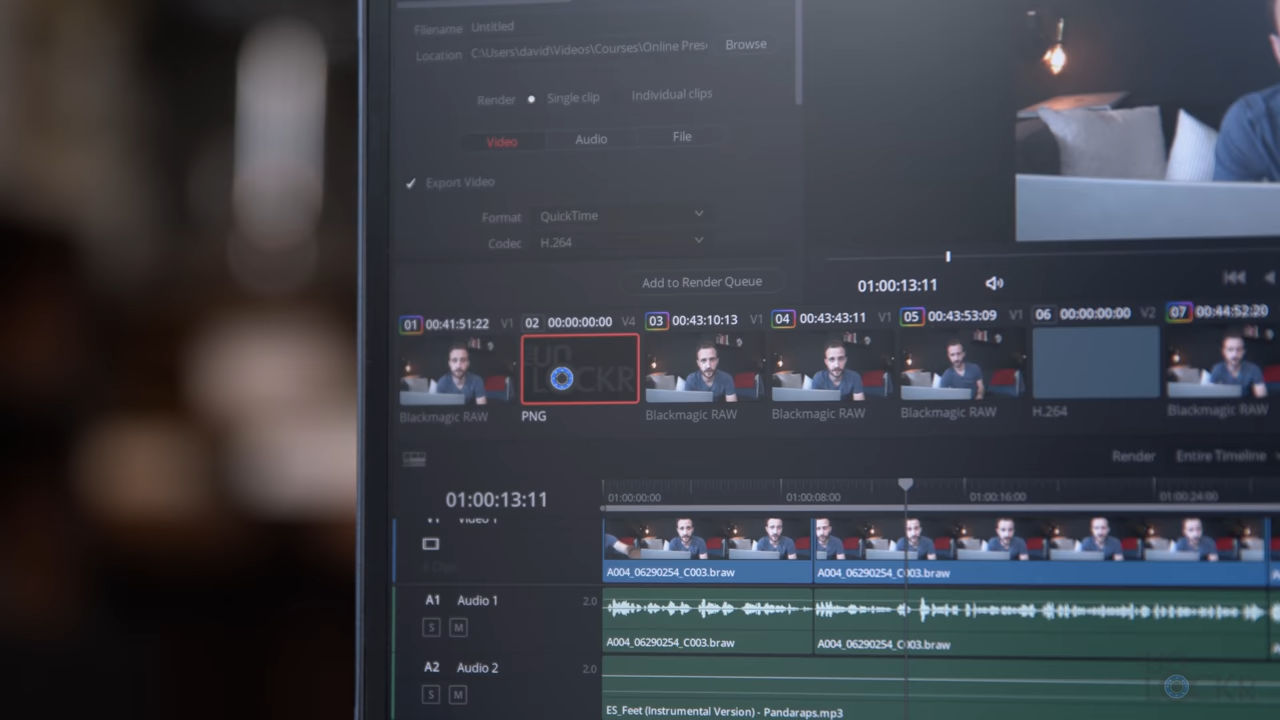 Filename Untitled
Location C:\Users\david\Videos\Courses\Online Pres Browse
Render Single clip Individual clips
Video Audio File
Export Video
Format QuickTime
Codec H.264
Add to Render Queue
01:00:13:11
01 00:41:51:22 V1 02 00:00:00:00 V4 03 00:43:10:13 V1 04 00:43:43:11 V1 05 00:43:53:09 V1 06 00:00:00:00 V2 07 00:44:52:20
Blackmagic RAW PNG Blackmagic RAW Blackmagic RAW Blackmagic RAW H.264 Blackmagic RAW
Render Entire Timeline
01:00:13:11 01:00:00:00 01:00:08:00 01:00:16:00 01:00:24:00
V1 Video 1
A004_06290254_C003.braw A004_06290254_C003.braw
A1 Audio 1 2.0
S M
A004_06290254_C003.braw A004_06290254_C003.braw
A2 Audio 2 2.0
S M
ES_Feet (Instrumental Version) - Pandaraps.mp3